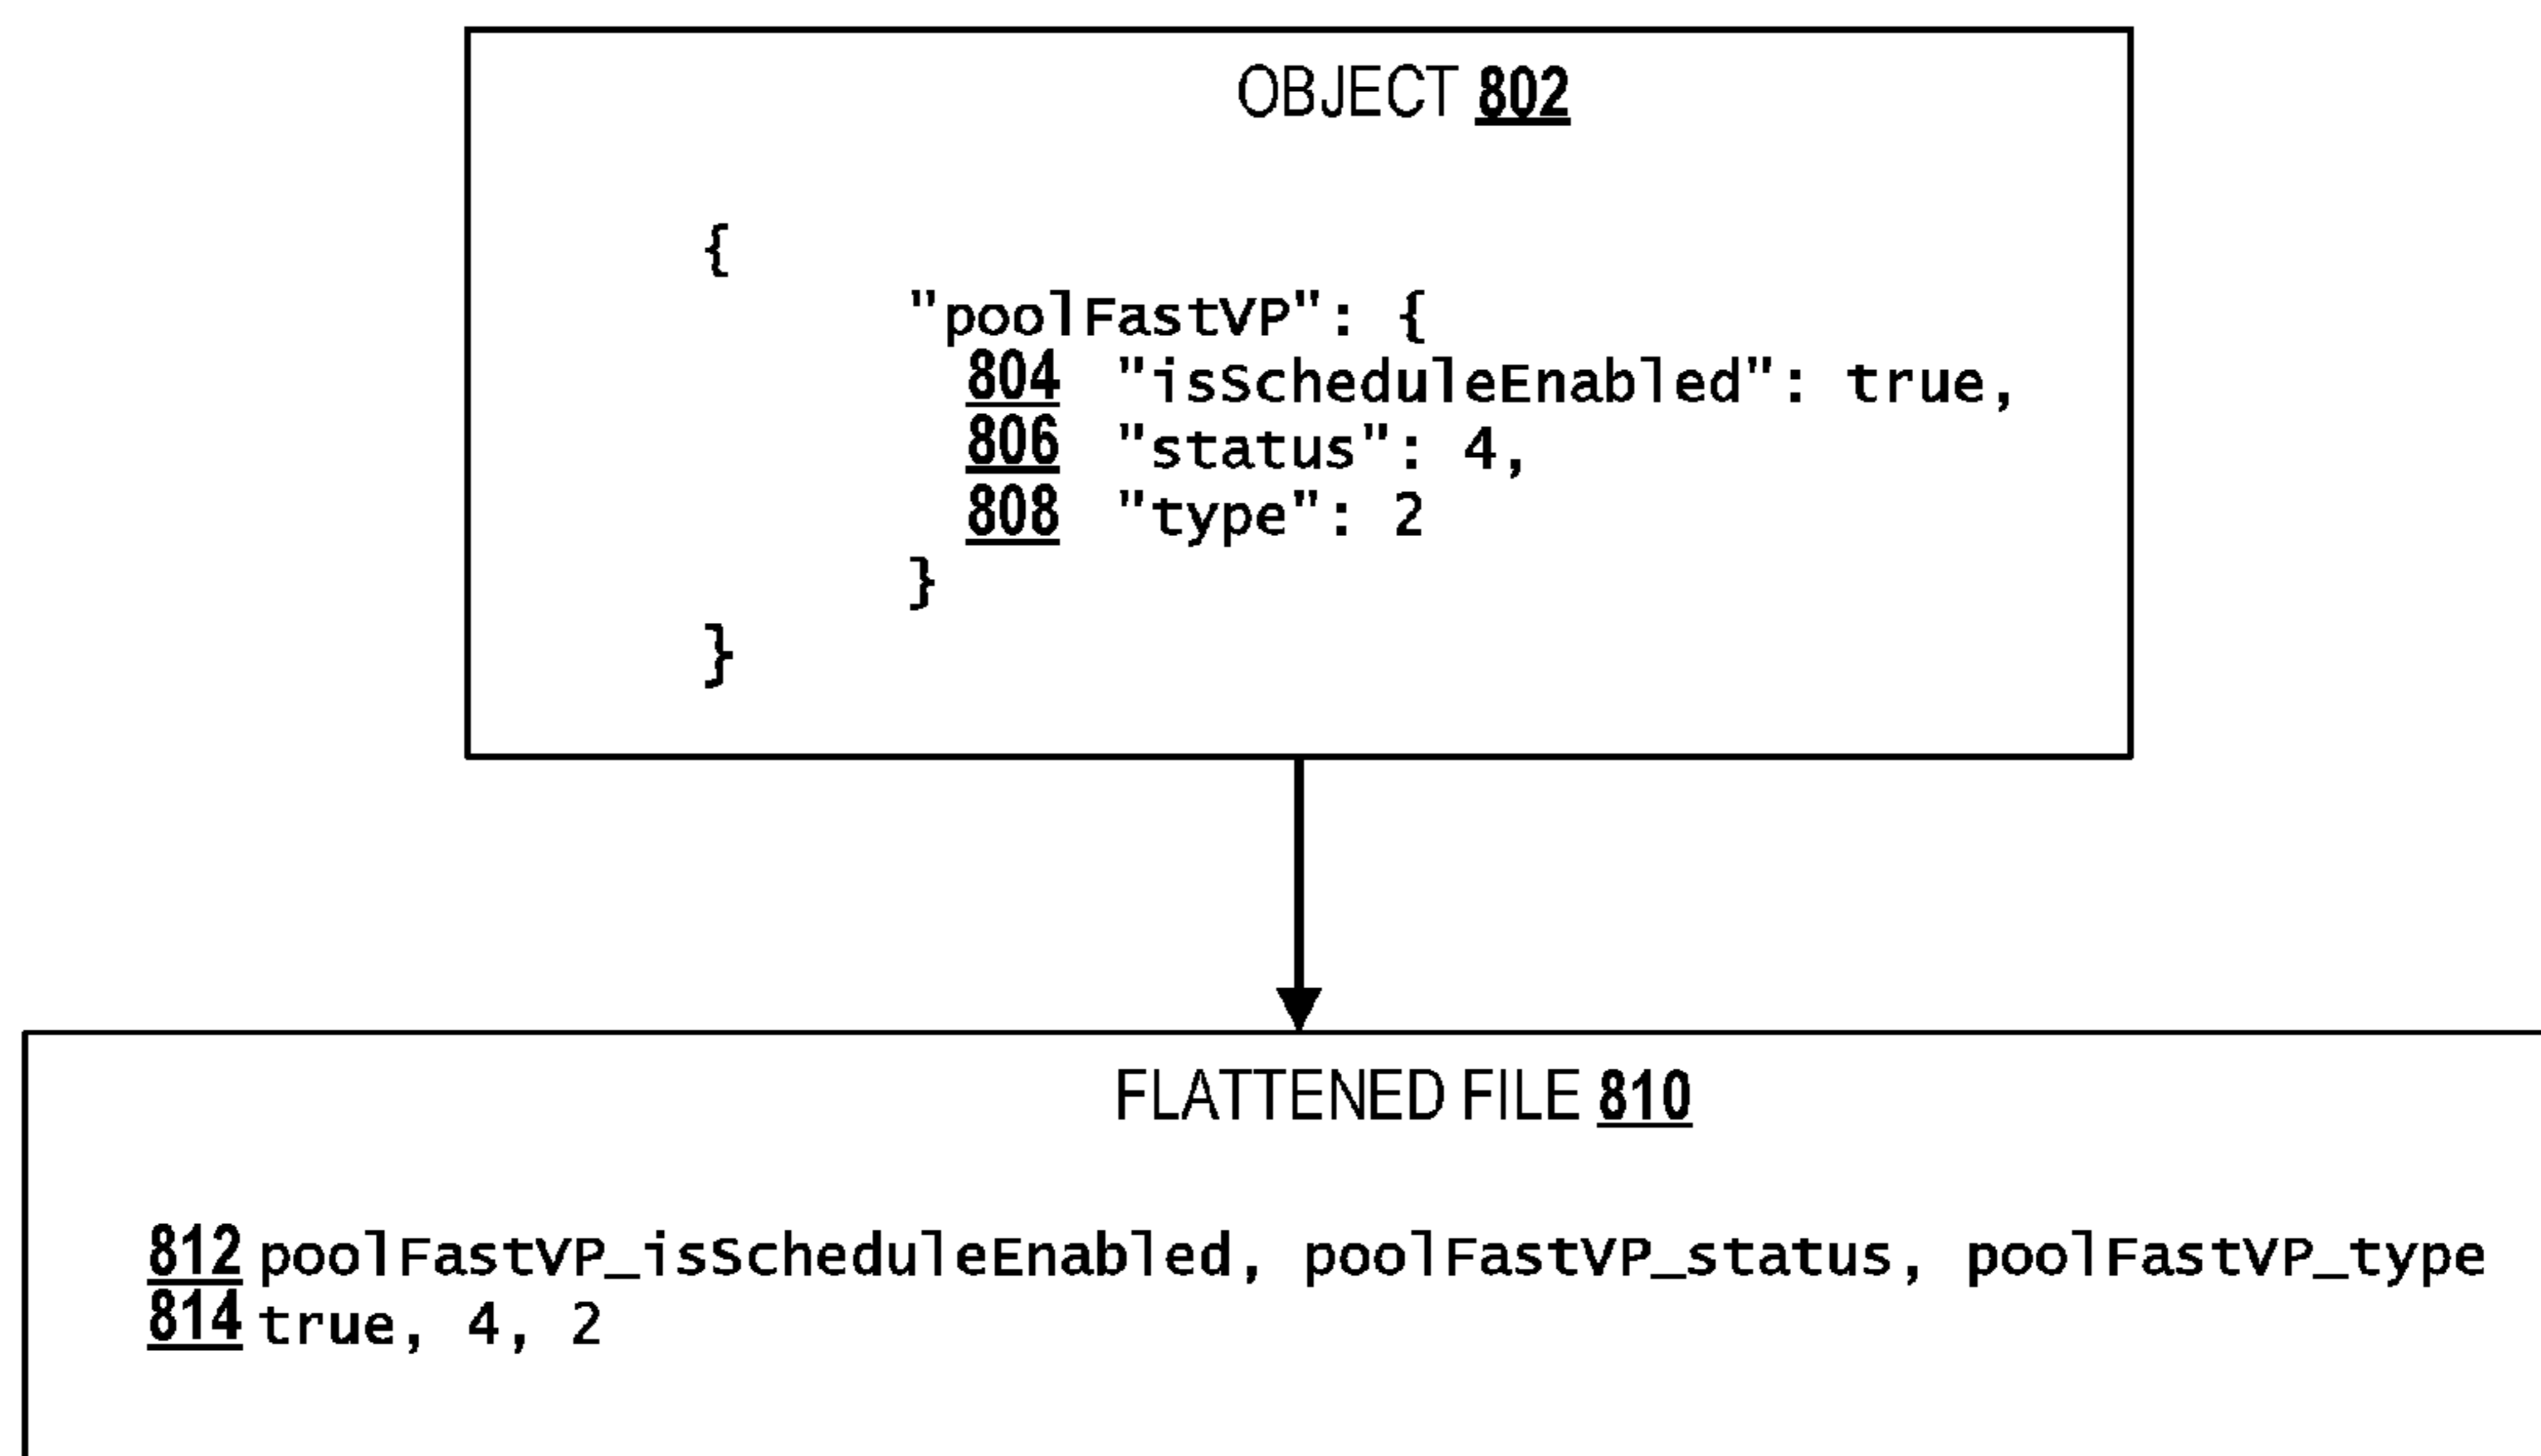 OBJECT 802
{
"poolFastVP": {
804 "isScheduleEnabled": true,
806 "status": 4,
808 "type": 2
}
}
FLATTENED FILE 810
812 poolFastVP_isScheduleEnabled, poolFastVP_status, poolFastVP_type
814 true, 4, 2